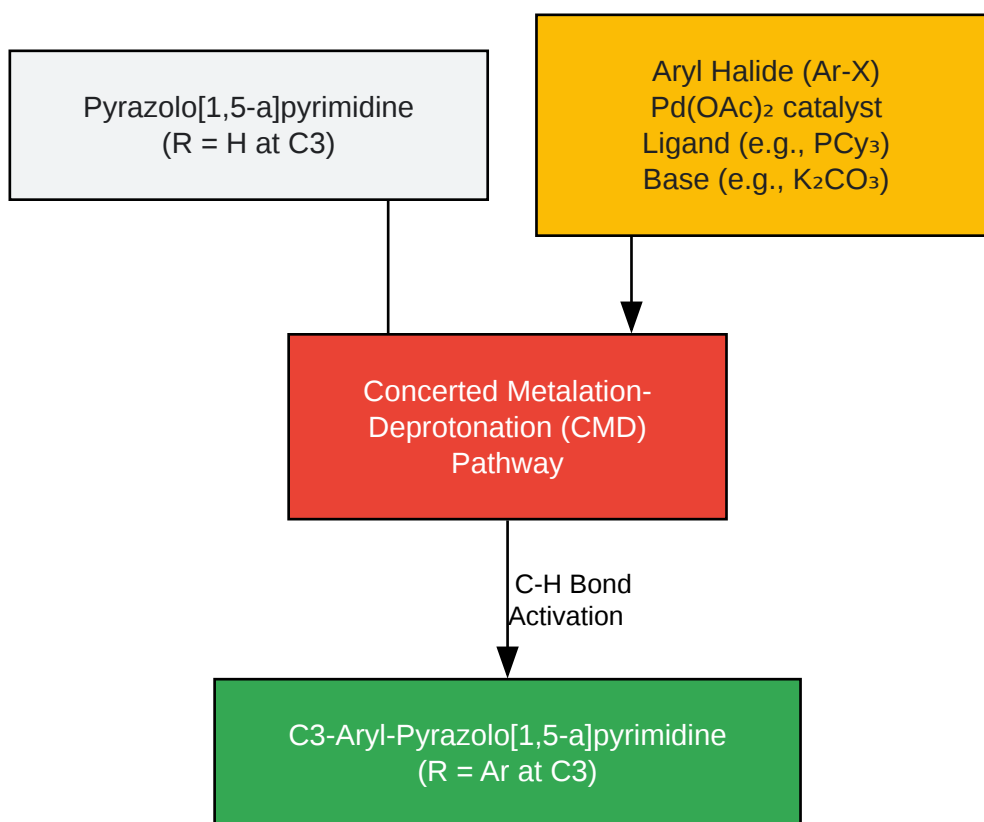 Pyrazolo[1,5-a]pyrimidine
(R = H at C3)
Aryl Halide (Ar-X)
Pd(OAc)₂ catalyst
Ligand (e.g., PCy₃)
Base (e.g., K₂CO₃)
Concerted Metalation-
Deprotonation (CMD)
Pathway
C-H Bond
Activation
C3-Aryl-Pyrazolo[1,5-a]pyrimidine
(R = Ar at C3)